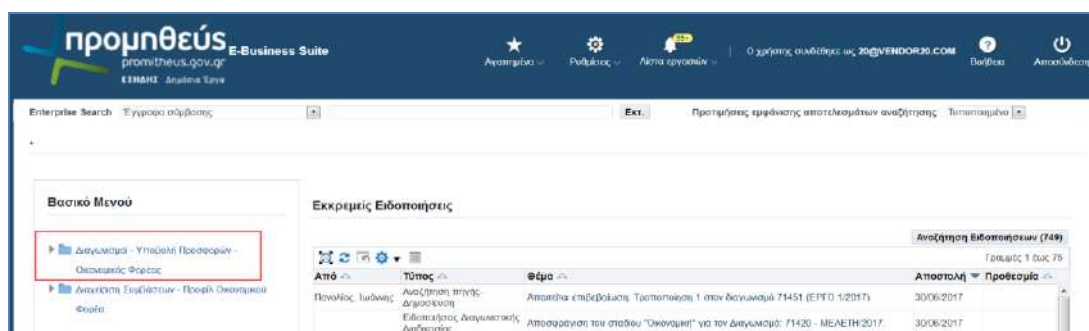 προμηθεύς E-Business Suite
promitheus.gov.gr
ΕΣΗΔΗΣ Δημόσια Έργα
Αγαπημένα Ρυθμίσεις Λίστα εργασιών Ο χρήστης συνδέθηκε ως 20@VENDOR20.COM Βοήθεια Αποσύνδεση
Enterprise Search Έγγραφα σύμβασης Εκτ. Προτιμήσεις εμφάνισης αποτελεσμάτων αναζήτησης Τυποποιημένο
Βασικό Μενού
Διαγωνισμοί - Υποβολή Προσφορών -
Οικονομικός Φορέας
Διαχείριση Συμβάσεων - Προφίλ Οικονομικού
Φορέα
Εκκρεμείς Ειδοποιήσεις
Αναζήτηση Ειδοποιήσεων (749)
Γραμμές 1 έως 75
Από Τύπος Θέμα Αποστολή Προθεσμία
Πανολίας, Ιωάννης Αναζήτηση πηγής-
Δημοσίευση Απαιτείται επιβεβαίωση. Τροποποίηση 1 στον διαγωνισμό 71451 (ΕΡΓΟ 1/2017) 30/06/2017
Ειδοποιήσεις Διαγωνιστικής
Διαδικασίας Αποσφράγιση του σταδίου "Οικονομική" για τον Διαγωνισμό: 71420 - ΜΕΛΕΤΗ/2017. 30/06/2017